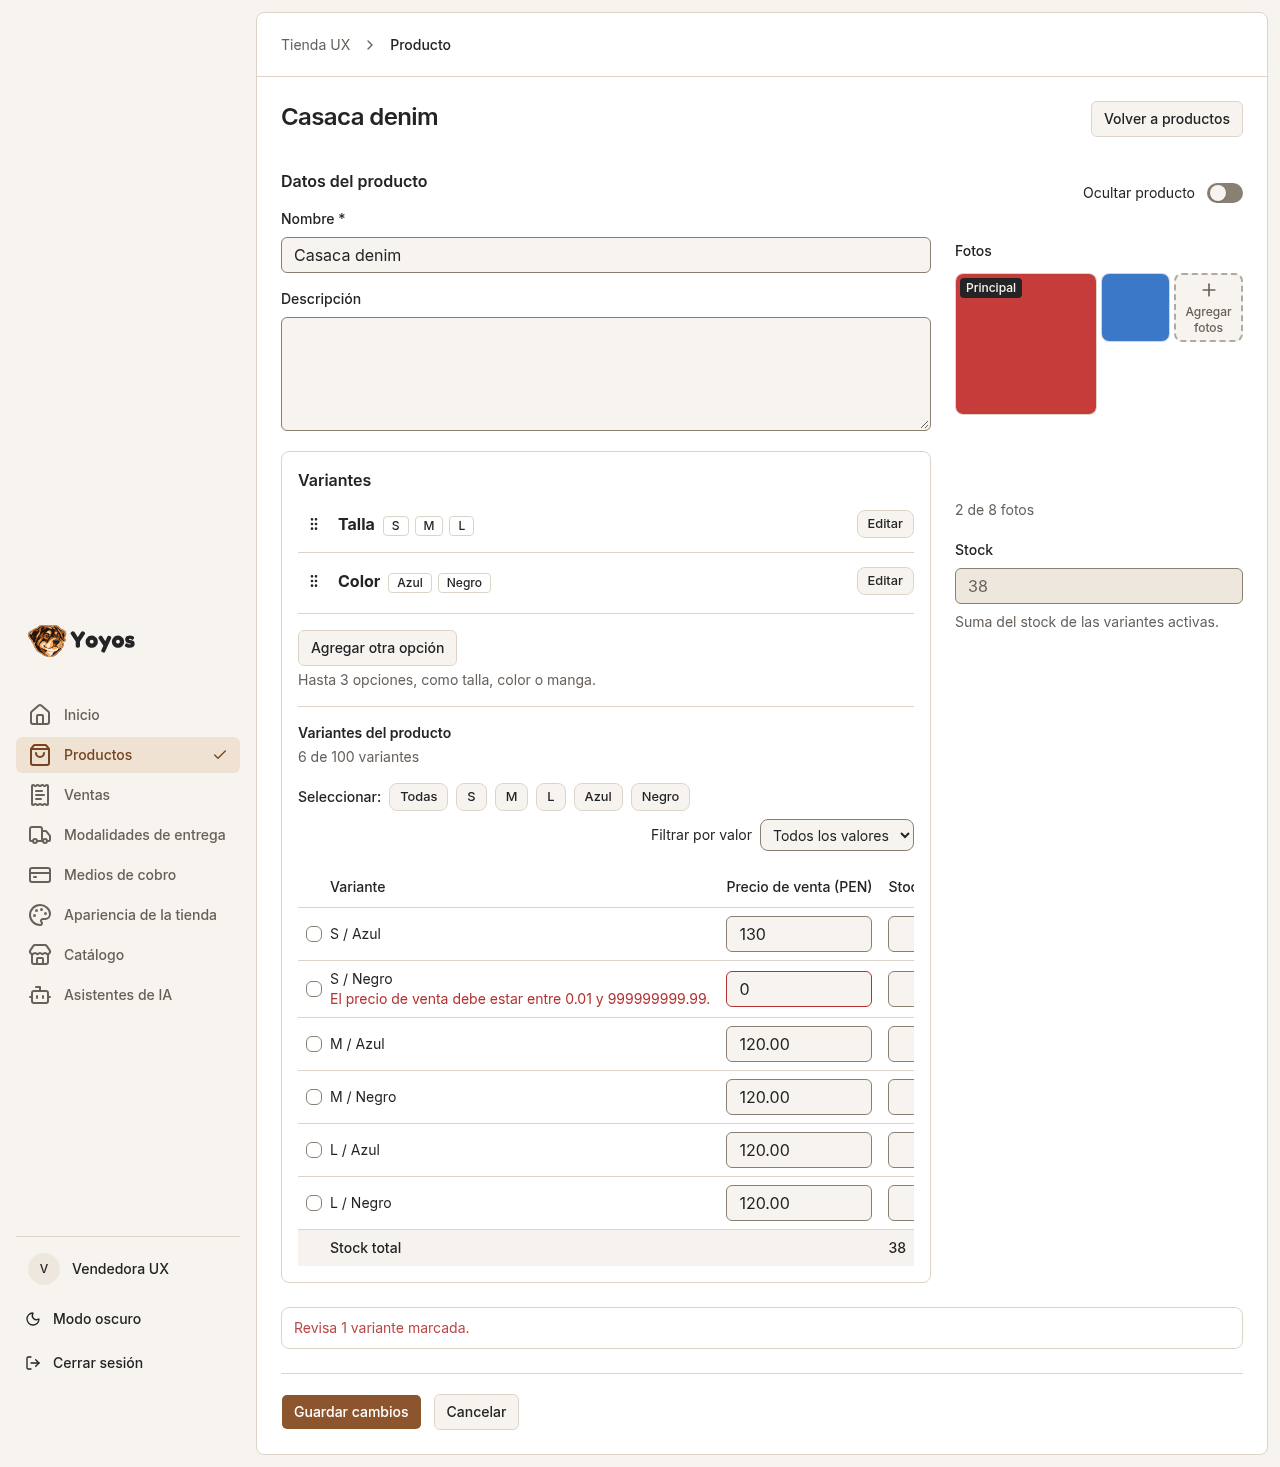 Tienda UX > Producto
Casaca denim
Volver a productos
Datos del producto
Ocultar producto
Nombre *
Casaca denim
Descripción
Fotos
Principal
Agregar
fotos
2 de 8 fotos
Stock
38
Suma del stock de las variantes activas.
Variantes
Talla S M L
Editar
Color Azul Negro
Editar
Agregar otra opción
Hasta 3 opciones, como talla, color o manga.
Variantes del producto
6 de 100 variantes
Seleccionar: Todas S M L Azul Negro
Filtrar por valor Todos los valores
Variante Precio de venta (PEN)
S / Azul 130
S / Negro 0
El precio de venta debe estar entre 0.01 y 999999999.99.
M / Azul 120.00
M / Negro 120.00
L / Azul 120.00
L / Negro 120.00
Stock total 38
Revisa 1 variante marcada.
Guardar cambios
Cancelar
Yoyos
Inicio
Productos
Ventas
Modalidades de entrega
Medios de cobro
Apariencia de la tienda
Catálogo
Asistentes de IA
V Vendedora UX
Modo oscuro
Cerrar sesión